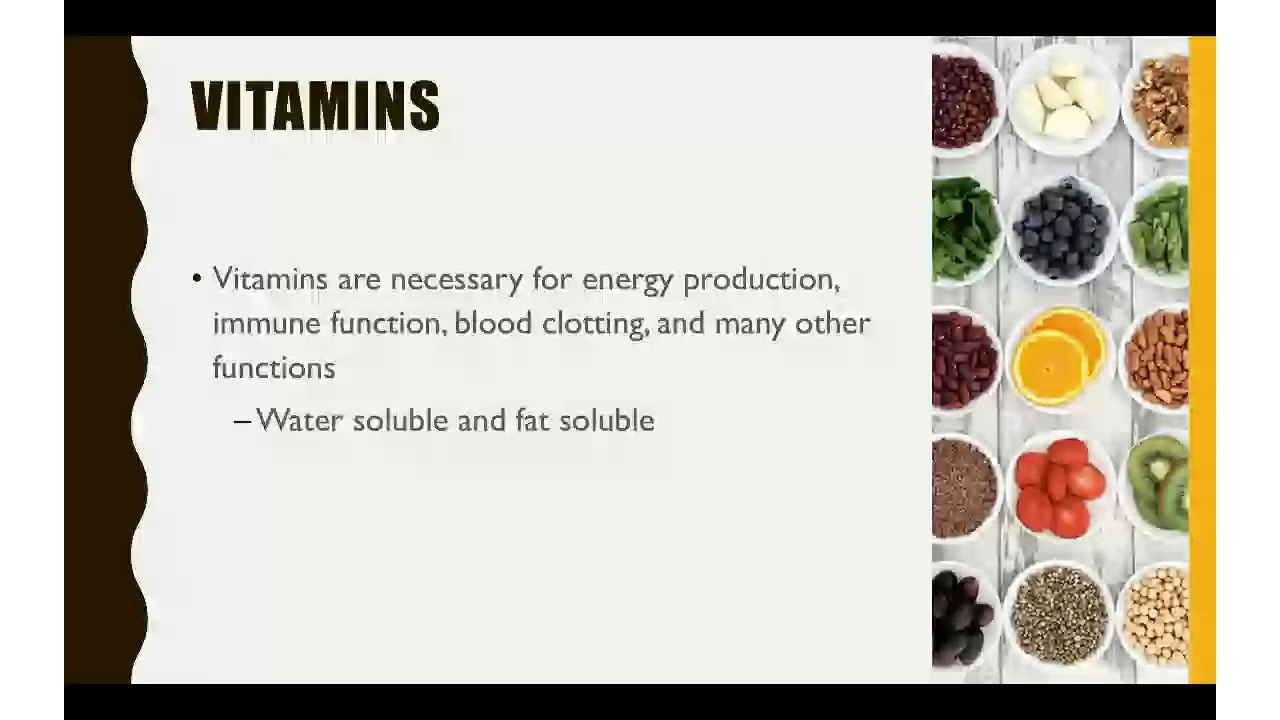 VITAMINS
• Vitamins are necessary for energy production,
immune function, blood clotting, and many other
functions
– Water soluble and fat soluble